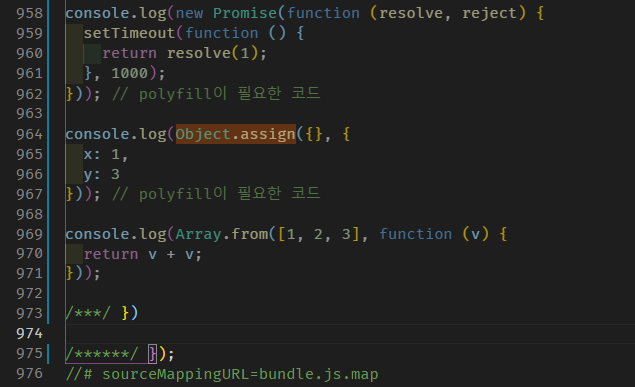 958 console.log(new Promise(function (resolve, reject) {
959   setTimeout(function () {
960     return resolve(1);
961   }, 1000);
962 })); // polyfill이 필요한 코드
963
964 console.log(Object.assign({}, {
965   x: 1,
966   y: 3
967 })); // polyfill이 필요한 코드
968
969 console.log(Array.from([1, 2, 3], function (v) {
970   return v + v;
971 }));
972
973 /***/ })
974
975 /******/ });
976 //# sourceMappingURL=bundle.js.map